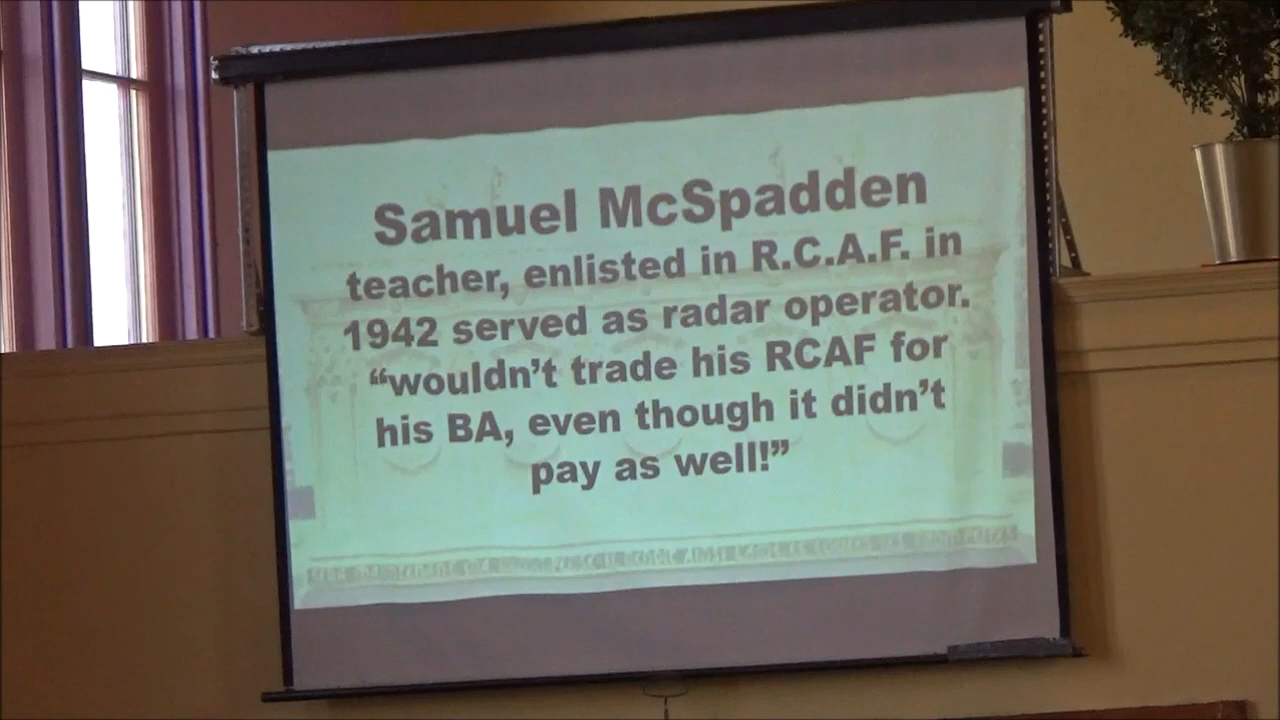 Samuel McSpadden
teacher, enlisted in R.C.A.F. in
1942 served as radar operator.
“wouldn’t trade his RCAF for
his BA, even though it didn’t
pay as well!”